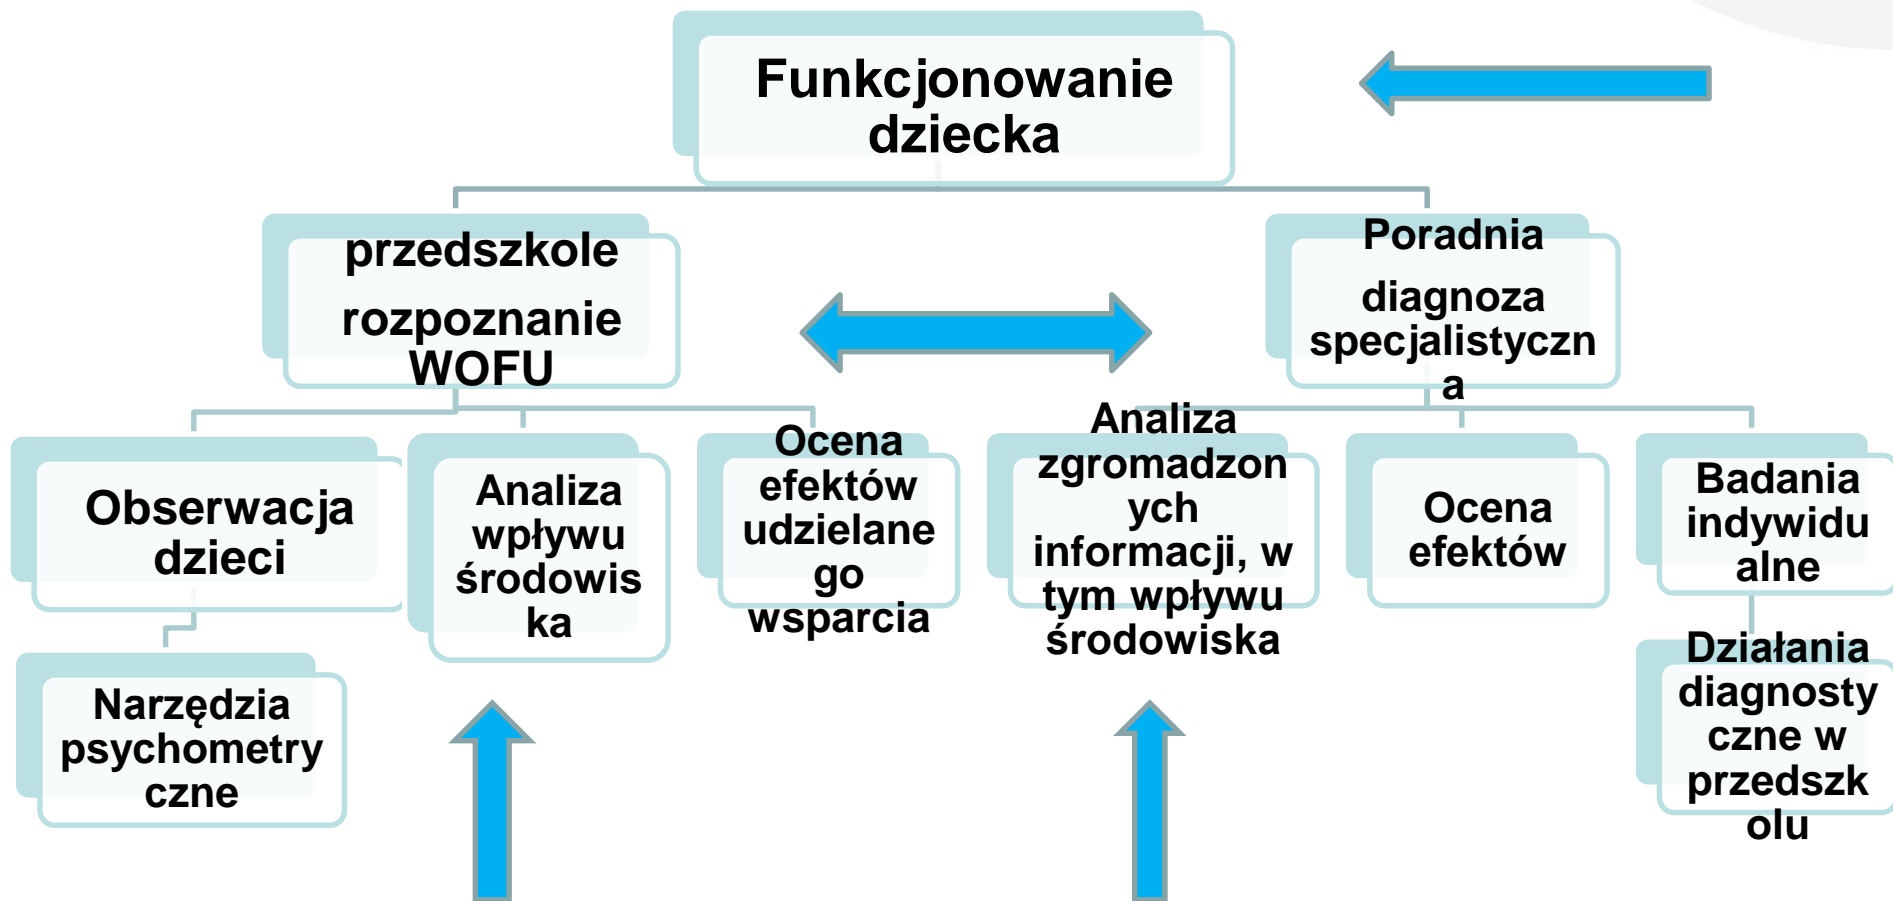 Funkcjonowanie
dziecka
przedszkole
rozpoznanie
WOFU
Poradnia
diagnoza
specjalistyczn
a
Obserwacja
dzieci
Analiza
wpływu
środowis
ka
Ocena
efektów
udzielane
go
wsparcia
Analiza
zgromadzon
ych
informacji, w
tym wpływu
środowiska
Ocena
efektów
Badania
indywidu
alne
Narzędzia
psychometry
czne
Działania
diagnosty
czne w
przedszk
olu